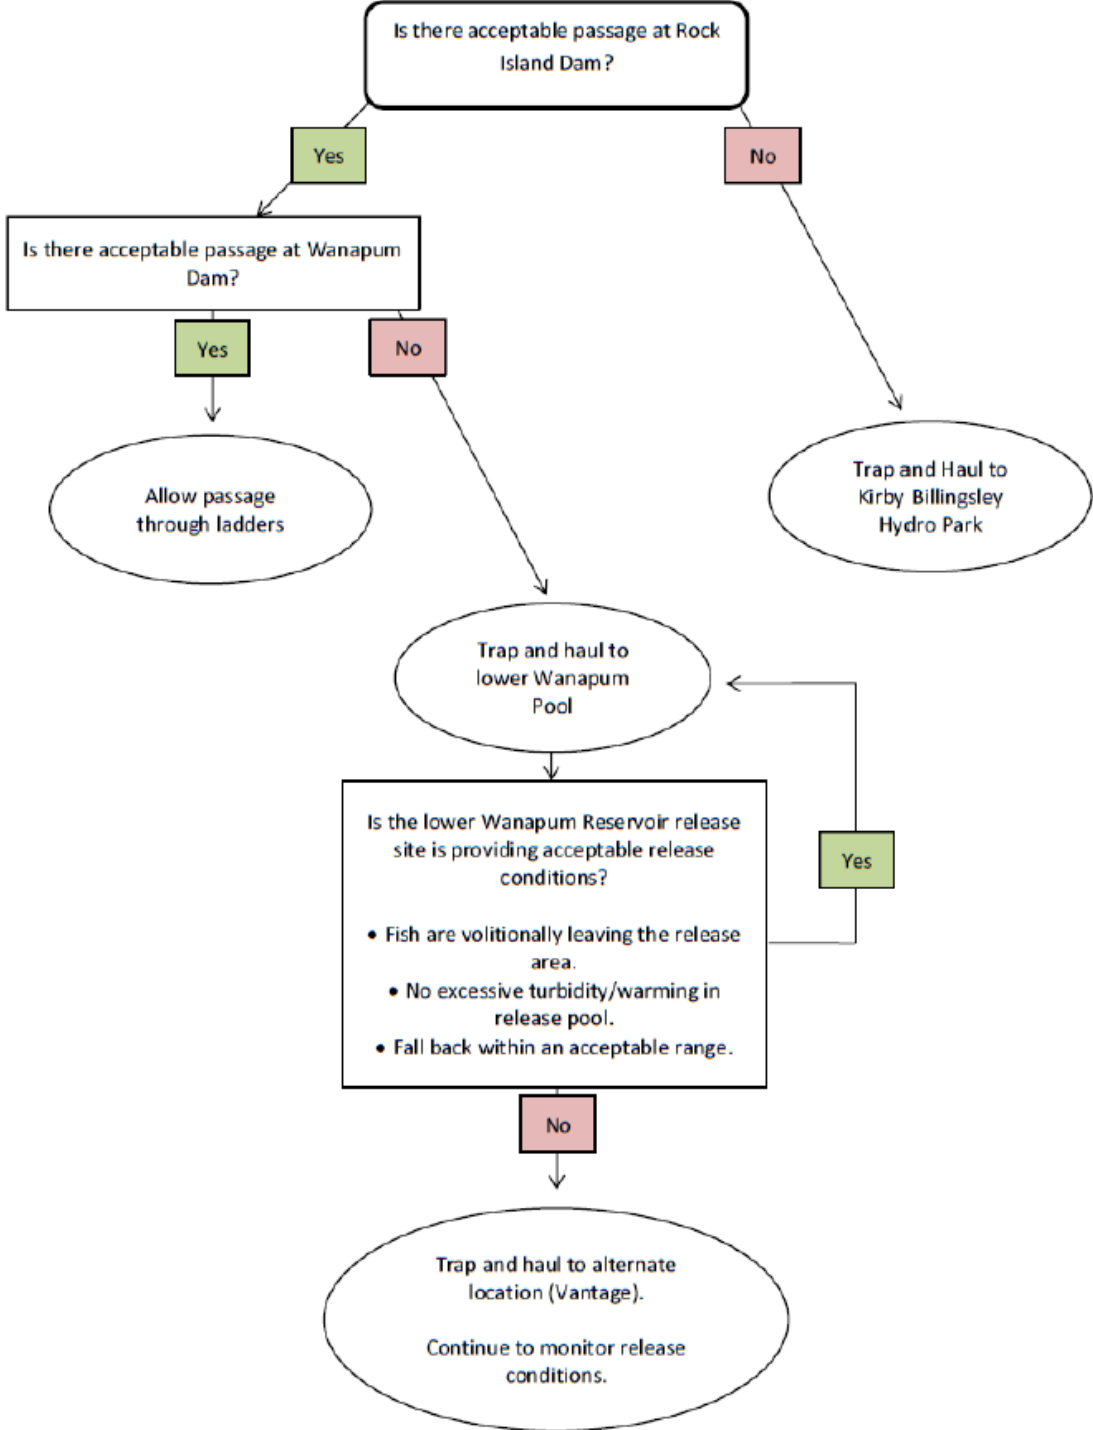 Is there acceptable passage at Rock
Island Dam?
Yes
No
Is there acceptable passage at Wanapum
Dam?
Yes
No
Allow passage
through ladders
Trap and Haul to
Kirby Billingsley
Hydro Park
Trap and haul to
lower Wanapum
Pool
Is the lower Wanapum Reservoir release
site is providing acceptable release
conditions?
• Fish are volitionally leaving the release
area.
• No excessive turbidity/warming in
release pool.
• Fall back within an acceptable range.
Yes
No
Trap and haul to alternate
location (Vantage).
Continue to monitor release
conditions.